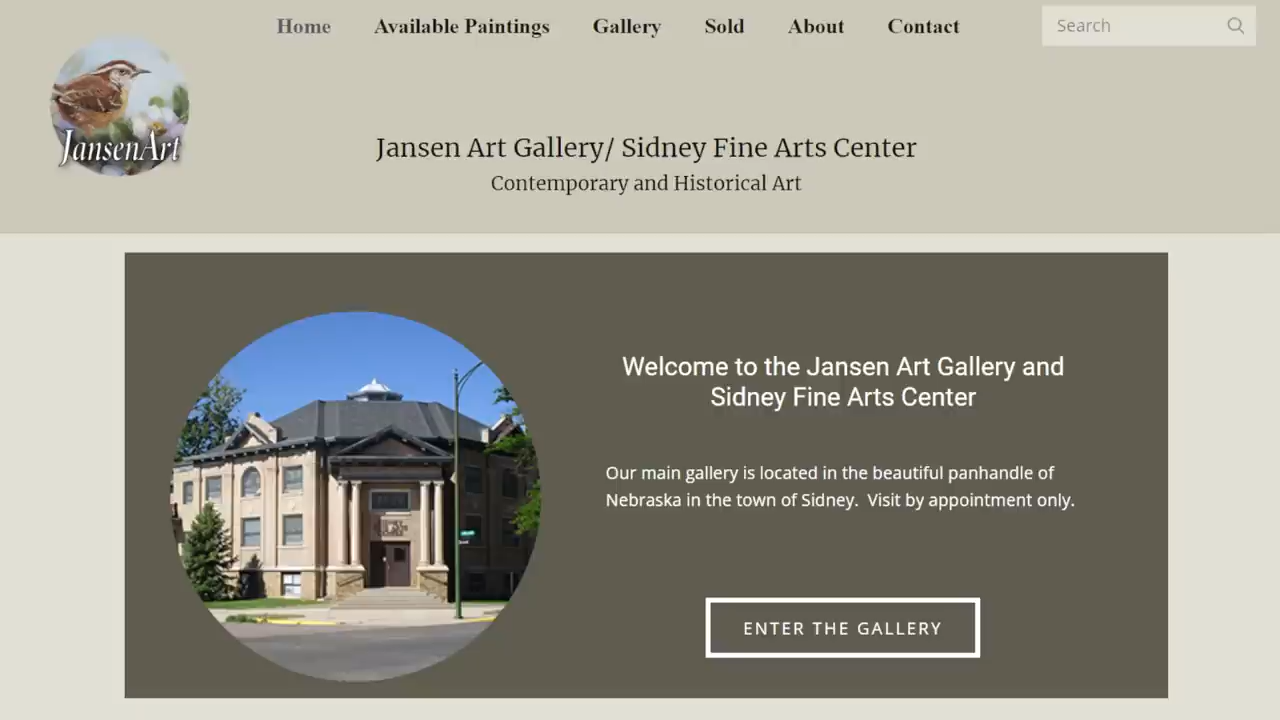 Home Available Paintings Gallery Sold About Contact
Search
JansenArt
Jansen Art Gallery/ Sidney Fine Arts Center
Contemporary and Historical Art
Welcome to the Jansen Art Gallery and
Sidney Fine Arts Center
Our main gallery is located in the beautiful panhandle of
Nebraska in the town of Sidney.  Visit by appointment only.
ENTER THE GALLERY